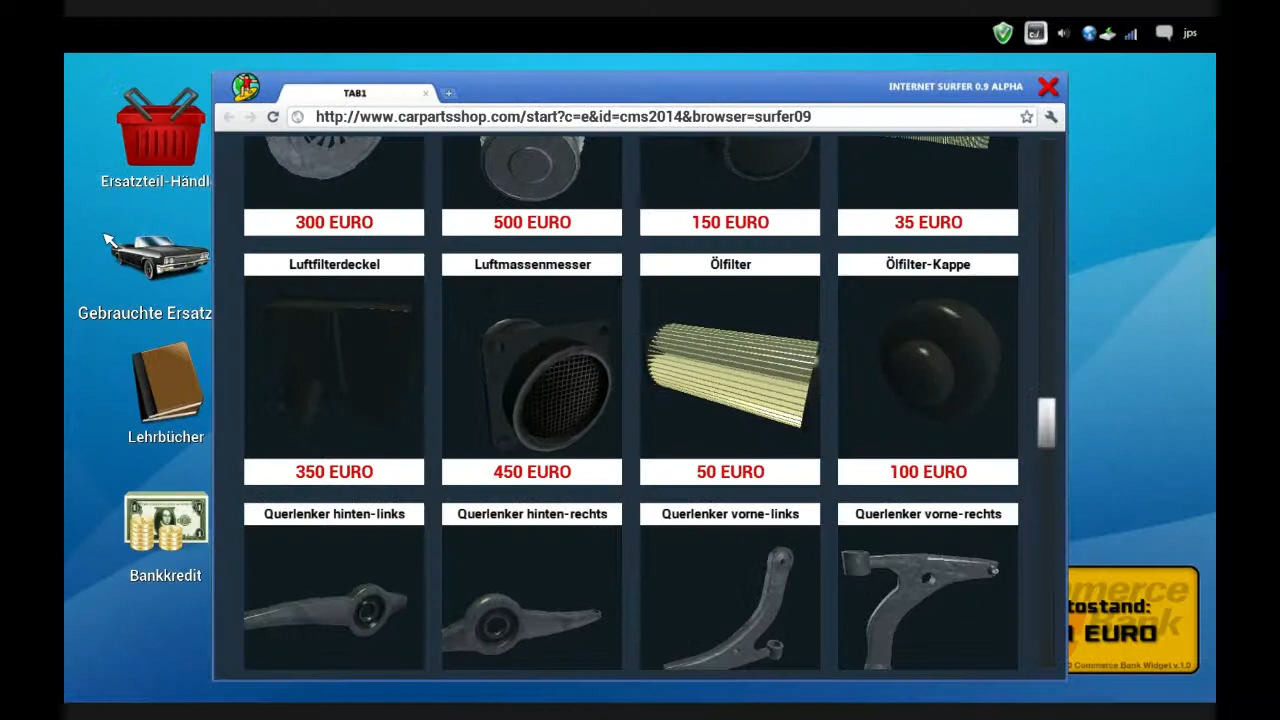 jps
TAB1
INTERNET SURFER 0.9 ALPHA
http://www.carpartsshop.com/start?c=e&id=cms2014&browser=surfer09
Ersatzteil-Händl
300 EURO
500 EURO
150 EURO
35 EURO
Luftfilterdeckel
Luftmassenmesser
Ölfilter
Ölfilter-Kappe
Gebrauchte Ersatz
Lehrbücher
350 EURO
450 EURO
50 EURO
100 EURO
Querlenker hinten-links
Querlenker hinten-rechts
Querlenker vorne-links
Querlenker vorne-rechts
Bankkredit
tostand:
1 EURO
Commerce Bank Widget v.1.0